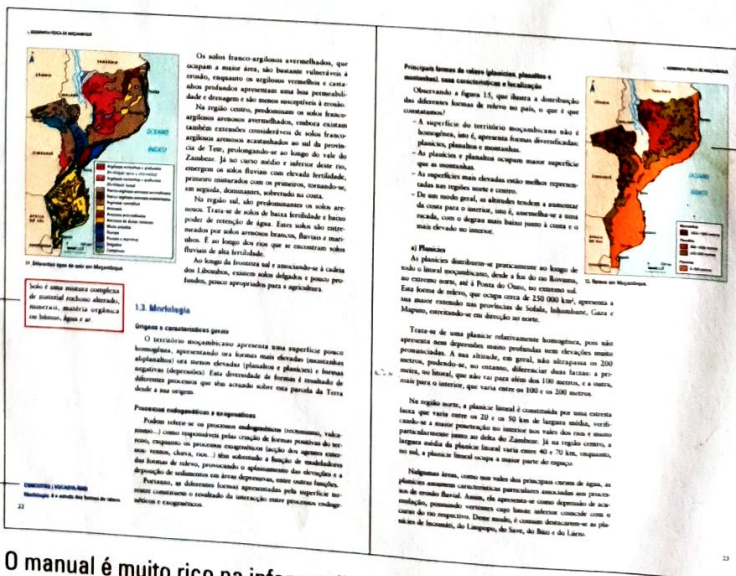 Os solos franco-argilosos avermelhados, que
ocupam a maior área, são bastante vulneráveis à
erosão, enquanto os argilosos vermelhos e casta-
nhos profundos apresentam uma boa permeabili-
dade e drenagem e são menos susceptíveis à erosão.
Na região centro, predominam os solos franco-
argilosos arenosos avermelhados, embora existam
também extensões consideráveis de solos franco-
argilosos arenosos acastanhados ao sul da provín-
cia de Tete, prolongando-se ao longo do vale do
Zambeze. Já no curso médio e inferior deste rio,
emergem os solos fluviais com elevada fertilidade,
primeiro misturados com os primeiros, tornando-se,
em seguida, dominantes, sobretudo na costa.
Na região sul, são predominantes os solos are-
nosos. Trata-se de solos de baixa fertilidade e baixo
poder de retenção de água. Estes solos são entre-
meados por solos arenosos brancos, fluviais e mari-
nhos. É ao longo dos rios que se encontram solos
fluviais de alta fertilidade.
Ao longo da fronteira sul e associando-se à cadeia
dos Libombos, existem solos delgados e pouco pro-
fundos, pouco apropriados para a agricultura.
Solo é uma mistura complexa
de material rochoso alterado,
minerais, matéria orgânica
ou húmus, água e ar.
1.3. Morfologia
Origem e características gerais
O território moçambicano apresenta uma superfície pouco
homogénea, apresentando ora formas mais elevadas (montanhas
altiplanaltos) ora menos elevadas (planaltos e planícies) e formas
negativas (depressões). Esta diversidade de formas é resultado de
diferentes processos que têm actuado sobre esta parcela da Terra
desde a sua origem.
Processos endogenéticos e exogenéticos
Podem referir-se os processos endogenéticos (tectonismo, vulca-
nismo...) como responsáveis pela criação de formas positivas do ter-
reno, enquanto os processos exogenéticos (acção dos agentes exter-
nos: ventos, chuva, rios...) têm sobretudo a função de modeladores
das formas de relevo, provocando o aplanamento das elevações e a
deposição de sedimentos em áreas depressivas, entre outras funções.
Portanto, as diferentes formas apresentadas pela superfície ter-
restre constituem o resultado da interacção entre processos endoge-
néticos e exogenéticos.
CONCEITOS / VOCABULÁRIO
Morfologia: é o estudo das formas de relevo.
22
Principais formas de relevo (planícies, planaltos e
montanhas), suas características e localização
Observando a figura 15, que ilustra a distribuição
das diferentes formas de relevo no país, o que é que
constatamos?
- A superfície do território moçambicano não é
homogénea, isto é, apresenta formas diversificadas:
planícies, planaltos e montanhas.
- As planícies e planaltos ocupam maior superfície
que as montanhas.
- As superfícies mais elevadas estão melhor represen-
tadas nas regiões norte e centro.
- De um modo geral, as altitudes tendem a aumentar
da costa para o interior, isto é, assemelha-se a uma
escada, com o degrau mais baixo junto à costa e o
mais elevado no interior.
a) Planícies
As planícies distribuem-se praticamente ao longo de
todo o litoral moçambicano, desde a foz do rio Rovuma,
no extremo norte, até à Ponta do Ouro, no extremo sul.
Esta forma de relevo, que ocupa cerca de 250 000 km², apresenta a
sua maior extensão nas províncias de Sofala, Inhambane, Gaza e
Maputo, estreitando-se em direcção ao norte.
Trata-se de uma planície relativamente homogénea, pois não
apresenta nem depressões muito profundas nem elevações muito
pronunciadas. A sua altitude, em geral, não ultrapassa os 200
metros, podendo-se, no entanto, diferenciar duas faixas: a pri-
meira, no litoral, que não vai para além dos 100 metros, e a outra,
mais para o interior, que varia entre os 100 e os 200 metros.
Na região norte, a planície litoral é constituída por uma estreita
faixa que varia entre os 20 e os 50 km de largura média, verifi-
cando-se a maior penetração no interior nos vales dos rios e muito
particularmente junto ao delta do Zambeze. Já na região centro, a
largura média da planície litoral varia entre 40 e 70 km, enquanto,
no sul, a planície litoral ocupa a maior parte do espaço.
Nalgumas áreas, como nos vales dos principais cursos de água, as
planícies assumem características particulares associadas aos proces-
sos de erosão fluvial. Assim, ela apresenta-se como depressão de acu-
mulação, possuindo vertentes cujo limite inferior coincide com o
curso do rio respectivo. Deste modo, é comum destacarem-se as pla-
nícies de Incomáti, do Limpopo, do Save, do Búzi e do Lúrio.
23
O manual é muito rico na